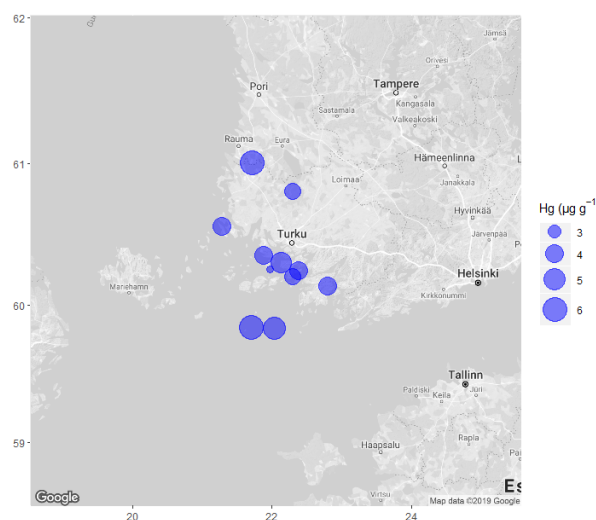 62
61
60
59
20
22
24
Jämsä
Orivesi
Pori
Tampere
Kangasala
Sastamala
Valkeakoski
Rauma
Eura
Hämeenlinna
Loimaa
Janakkala
Hyvinkää
Turku
Järvenpää
Helsinki
Mariehamn
Kirkkonummi
Tallinn
Paldiski
Keila
Jüri
Haapsalu
Rapla
Virtsu
Es
Google
Map data ©2019 Google
Hg (μg g⁻¹
3
4
5
6